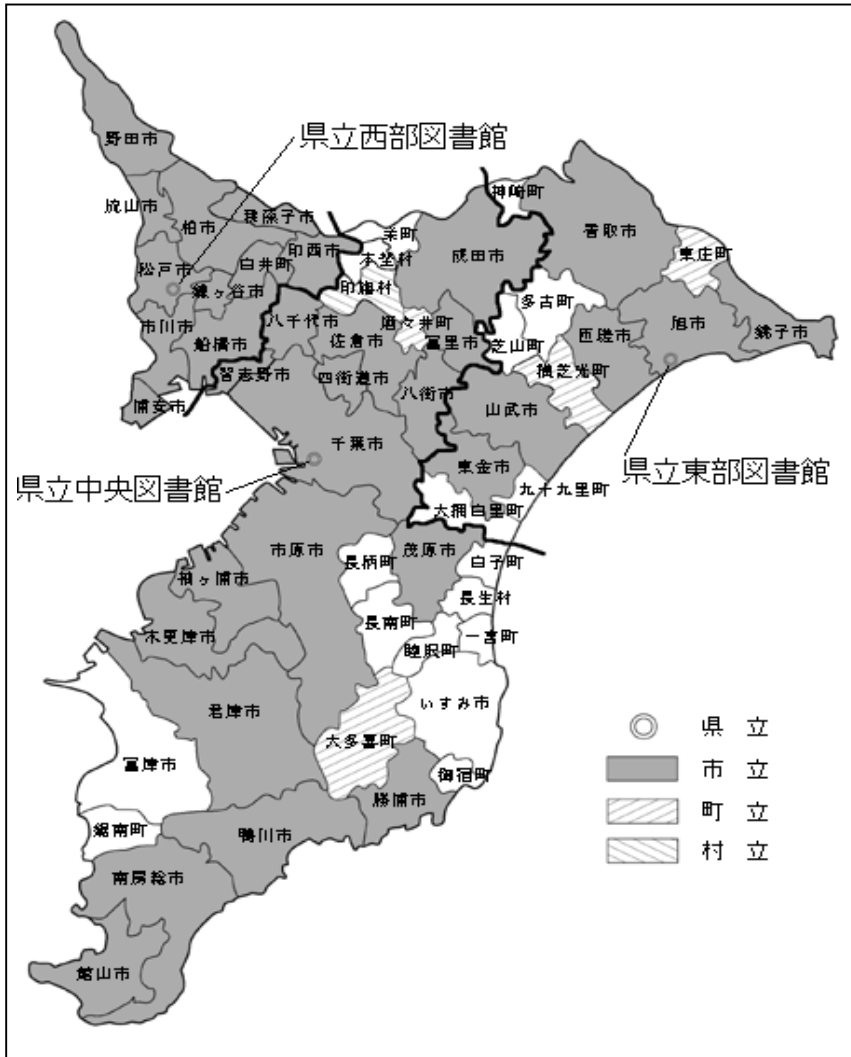 県立西部図書館
野田市
流山市
柏市
我孫子市
神崎町
香取市
栄町
成田市
東庄町
松戸市
白井町
印西市
本埜村
印旛村
鎌ヶ谷市
多古町
市川市
船橋市
八千代市
佐倉市
酒々井町
富里市
芝山町
匝瑳市
旭市
銚子市
浦安市
習志野市
四街道市
八街市
横芝光町
山武市
千葉市
県立東部図書館
県立中央図書館
東金市
九十九里町
大網白里町
市原市
長柄町
茂原市
白子町
袖ヶ浦市
長生村
木更津市
長南町
睦沢町
一宮町
君津市
いすみ市
大多喜町
富津市
御宿町
勝浦市
鋸南町
鴨川市
南房総市
館山市
県 立
市 立
町 立
村 立